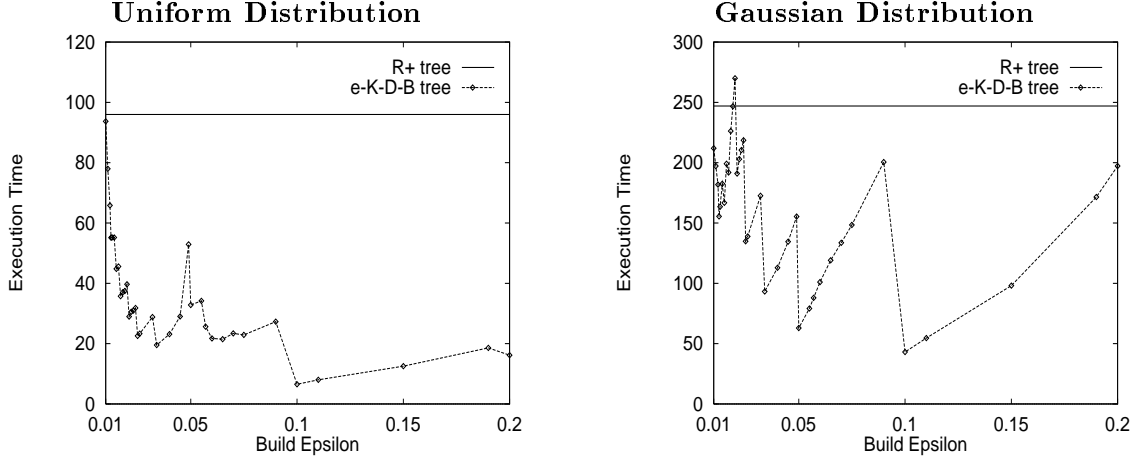 Uniform Distribution
120
100
80
60
40
20
0
Execution Time
R+ tree
e-K-D-B tree
0.01 0.05 0.1 0.15 0.2
Build Epsilon
Gaussian Distribution
300
250
200
150
100
50
0
Execution Time
R+ tree
e-K-D-B tree
0.01 0.05 0.1 0.15 0.2
Build Epsilon